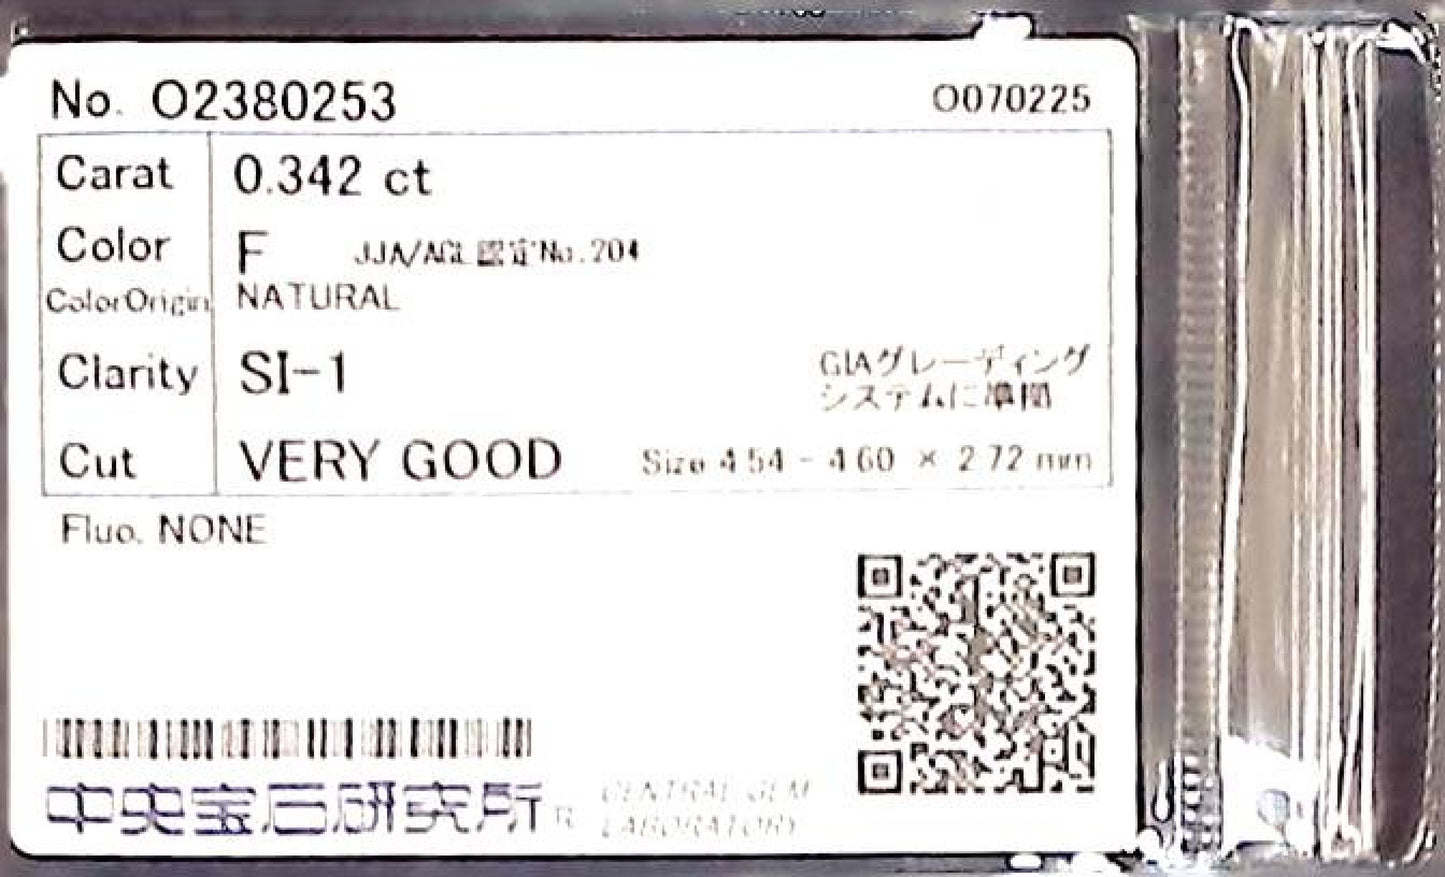 No. O2380253 O070225
Carat 0.342 ct
Color F JJA/AGL 認定No.204
ColorOrigin NATURAL
Clarity SI-1 GIAグレーディング
システムに準拠
Cut VERY GOOD Size 4.54 - 4.60 × 2.72 mm
Fluo. NONE
中央宝石研究所 R CENTRAL GEM
LABORATORY